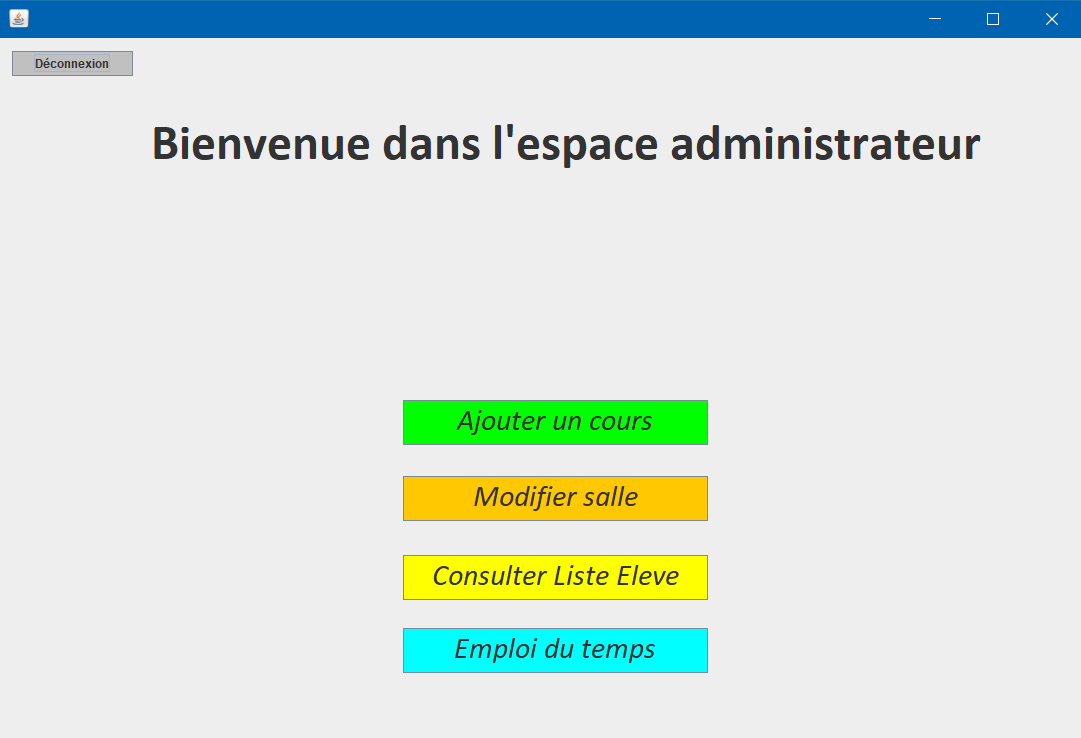 Déconnexion
Bienvenue dans l'espace administrateur
Ajouter un cours
Modifier salle
Consulter Liste Eleve
Emploi du temps